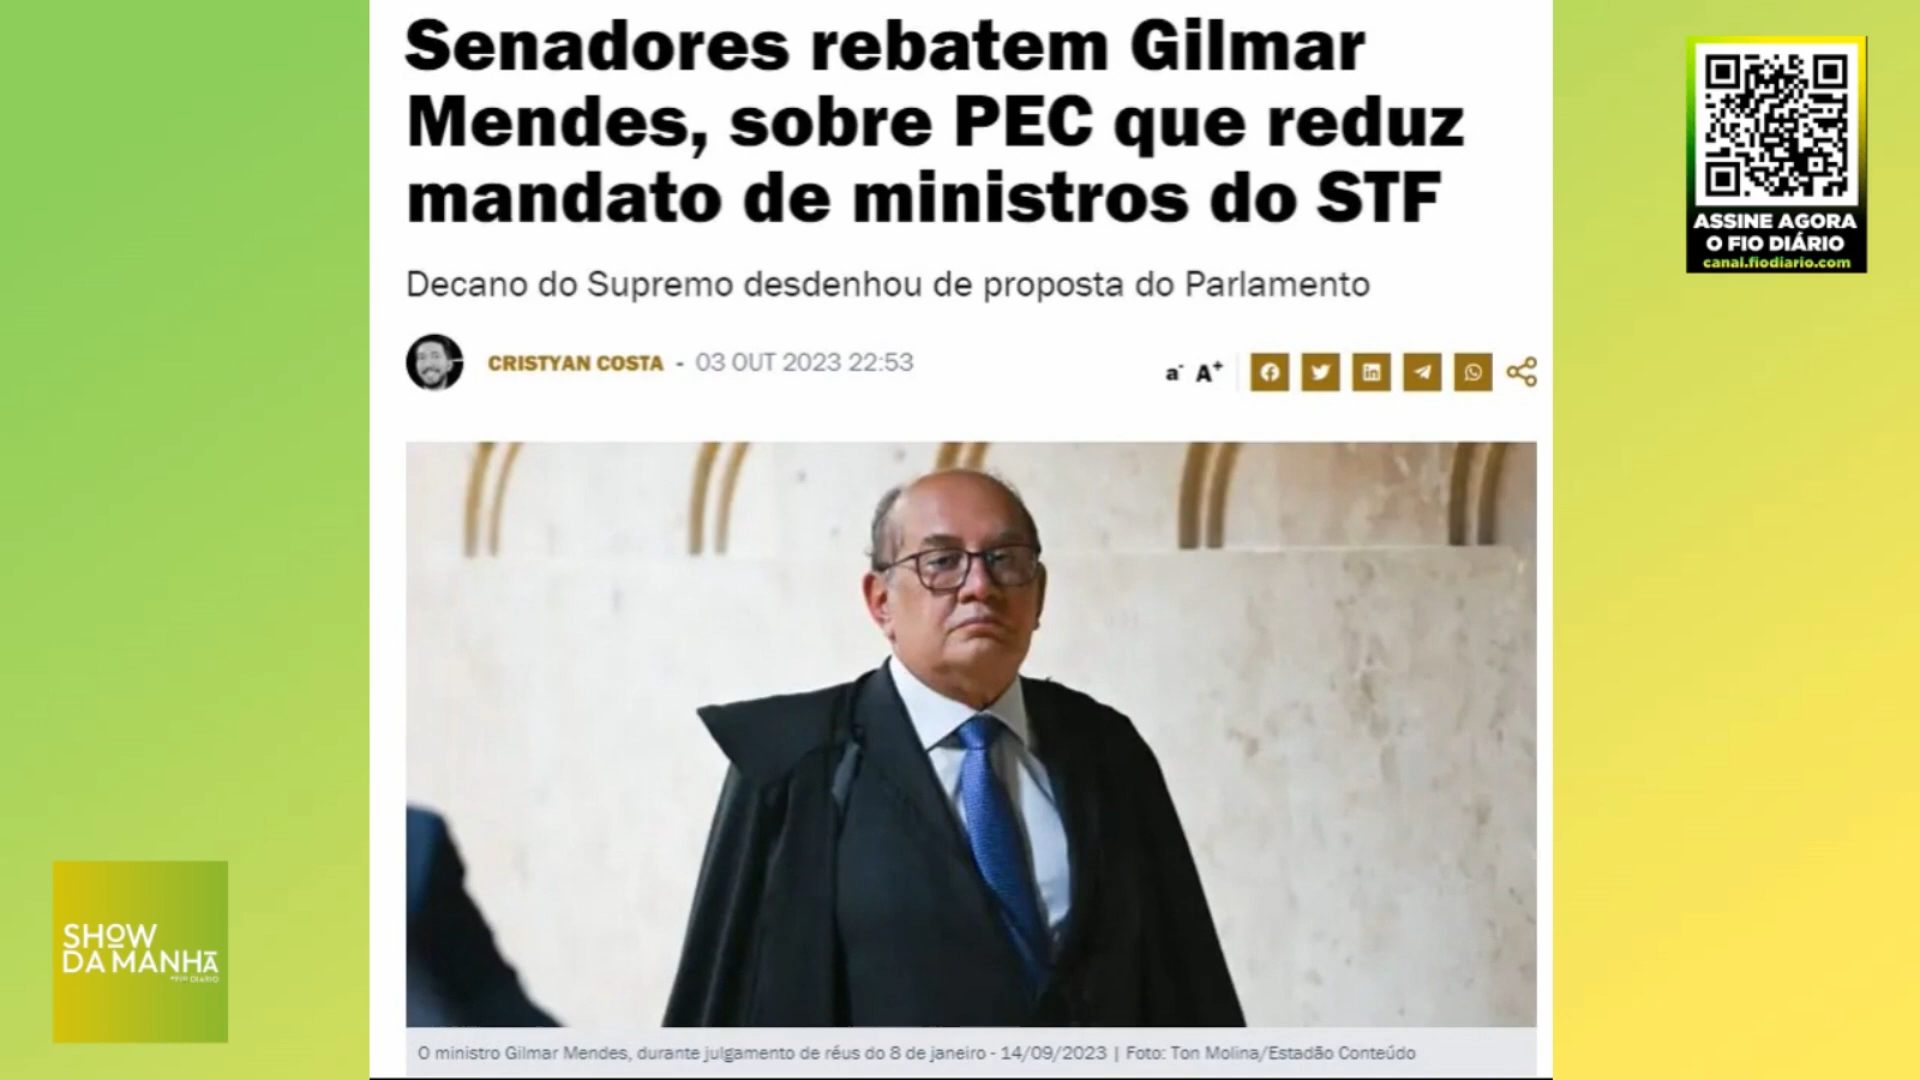 Senadores rebatem Gilmar
Mendes, sobre PEC que reduz
mandato de ministros do STF
Decano do Supremo desdenhou de proposta do Parlamento
CRISTYAN COSTA - 03 OUT 2023 22:53
a- A+
O ministro Gilmar Mendes, durante julgamento de réus do 8 de janeiro - 14/09/2023 | Foto: Ton Molina/Estadão Conteúdo
ASSINE AGORA
O FIO DIÁRIO
canal.fiodiario.com
SHOW
DA MANHÃ
FIO DIÁRIO